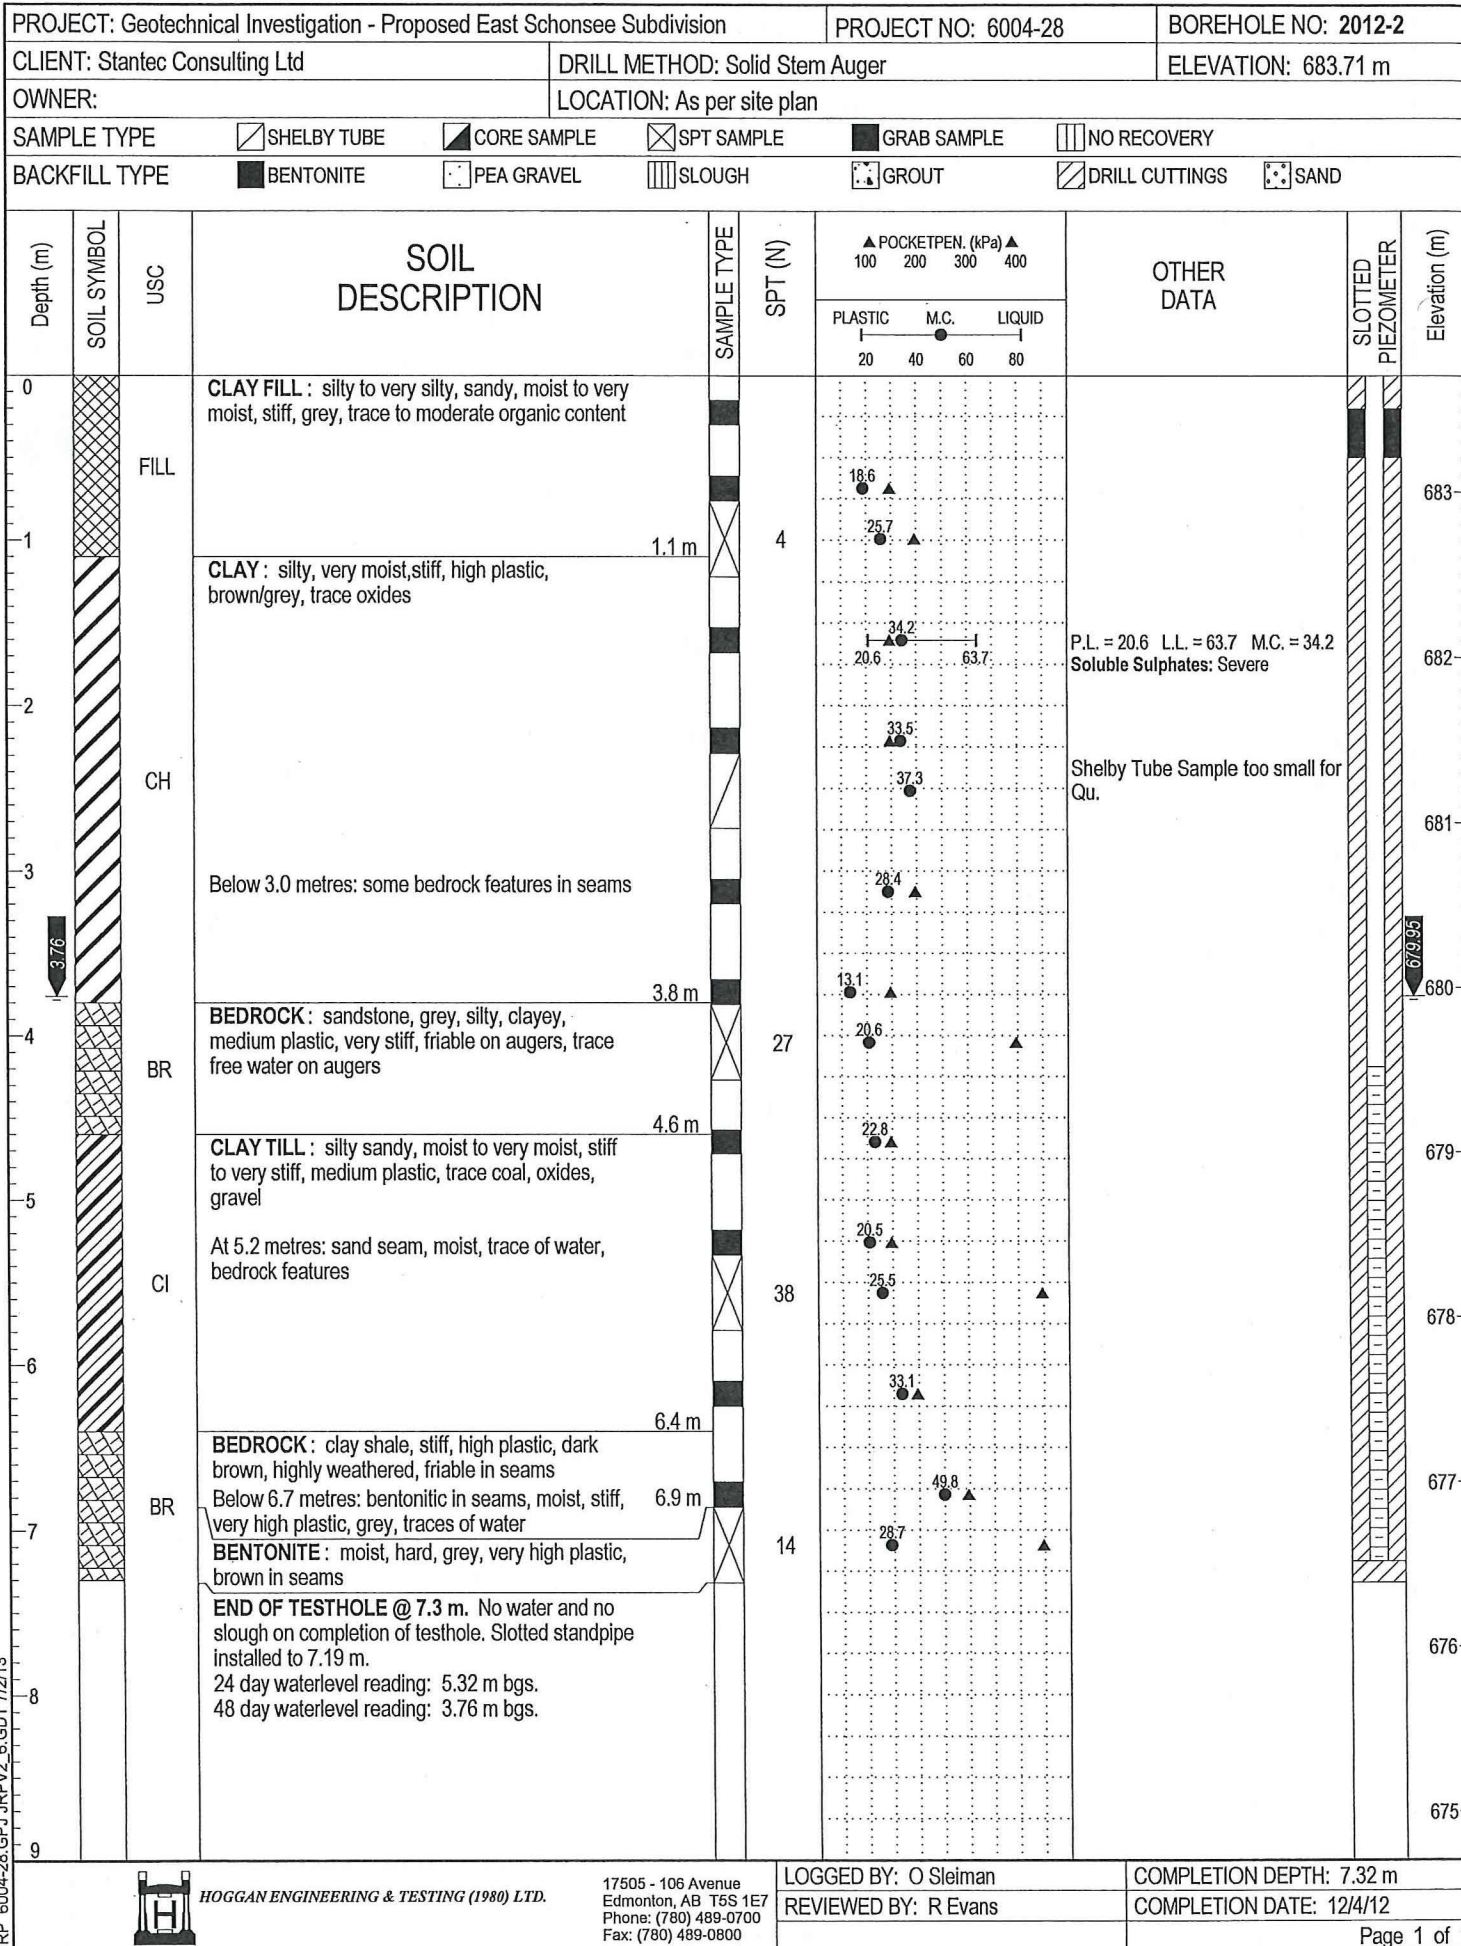 PROJECT: Geotechnical Investigation - Proposed East Schonsee Subdivision PROJECT NO: 6004-28 BOREHOLE NO: 2012-2
CLIENT: Stantec Consulting Ltd DRILL METHOD: Solid Stem Auger ELEVATION: 683.71 m
OWNER: LOCATION: As per site plan
SAMPLE TYPE SHELBY TUBE CORE SAMPLE SPT SAMPLE GRAB SAMPLE NO RECOVERY
BACKFILL TYPE BENTONITE PEA GRAVEL SLOUGH GROUT DRILL CUTTINGS SAND
Depth (m)
SOIL SYMBOL
USC
SOIL
DESCRIPTION
SAMPLE TYPE
SPT (N)
▲ POCKETPEN. (kPa) ▲
100 200 300 400
PLASTIC M.C. LIQUID
20 40 60 80
OTHER
DATA
SLOTTED
PIEZOMETER
Elevation (m)
0
CLAY FILL : silty to very silty, sandy, moist to very
moist, stiff, grey, trace to moderate organic content
FILL
18.6
683
25.7
1
1.1 m
4
CLAY : silty, very moist,stiff, high plastic,
brown/grey, trace oxides
34.2
20.6 63.7
P.L. = 20.6 L.L. = 63.7 M.C. = 34.2
Soluble Sulphates: Severe
682
2
33.5
CH
37.3
Shelby Tube Sample too small for
Qu.
681
3
Below 3.0 metres: some bedrock features in seams
28.4
3.76
679.95
13.1
680
3.8 m
BEDROCK : sandstone, grey, silty, clayey,
medium plastic, very stiff, friable on augers, trace
free water on augers
4
20.6
27
BR
4.6 m
22.8
CLAY TILL : silty sandy, moist to very moist, stiff
to very stiff, medium plastic, trace coal, oxides,
gravel
679
5
20.5
At 5.2 metres: sand seam, moist, trace of water,
bedrock features
CI
25.5
38
678
6
33.1
6.4 m
BEDROCK : clay shale, stiff, high plastic, dark
brown, highly weathered, friable in seams
49.8
677
Below 6.7 metres: bentonitic in seams, moist, stiff, 6.9 m
very high plastic, grey, traces of water
BR
7
28.7
14
BENTONITE : moist, hard, grey, very high plastic,
brown in seams
END OF TESTHOLE @ 7.3 m. No water and no
slough on completion of testhole. Slotted standpipe
installed to 7.19 m.
676
24 day waterlevel reading: 5.32 m bgs.
8
48 day waterlevel reading: 3.76 m bgs.
675
9
HOGGAN ENGINEERING & TESTING (1980) LTD.
H
17505 - 106 Avenue
Edmonton, AB T5S 1E7
Phone: (780) 489-0700
Fax: (780) 489-0800
LOGGED BY: O Sleiman COMPLETION DEPTH: 7.32 m
REVIEWED BY: R Evans COMPLETION DATE: 12/4/12
Page 1 of